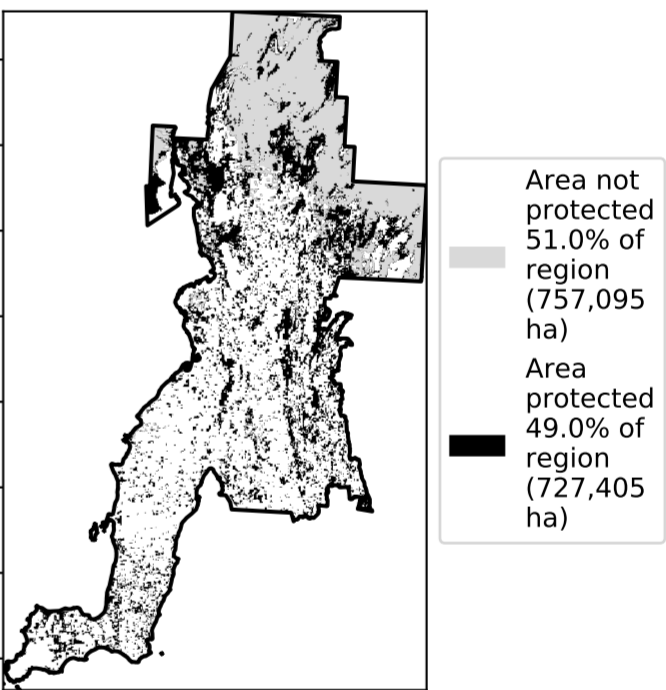 Area not
protected
51.0% of
region
(757,095
ha)
Area
protected
49.0% of
region
(727,405
ha)